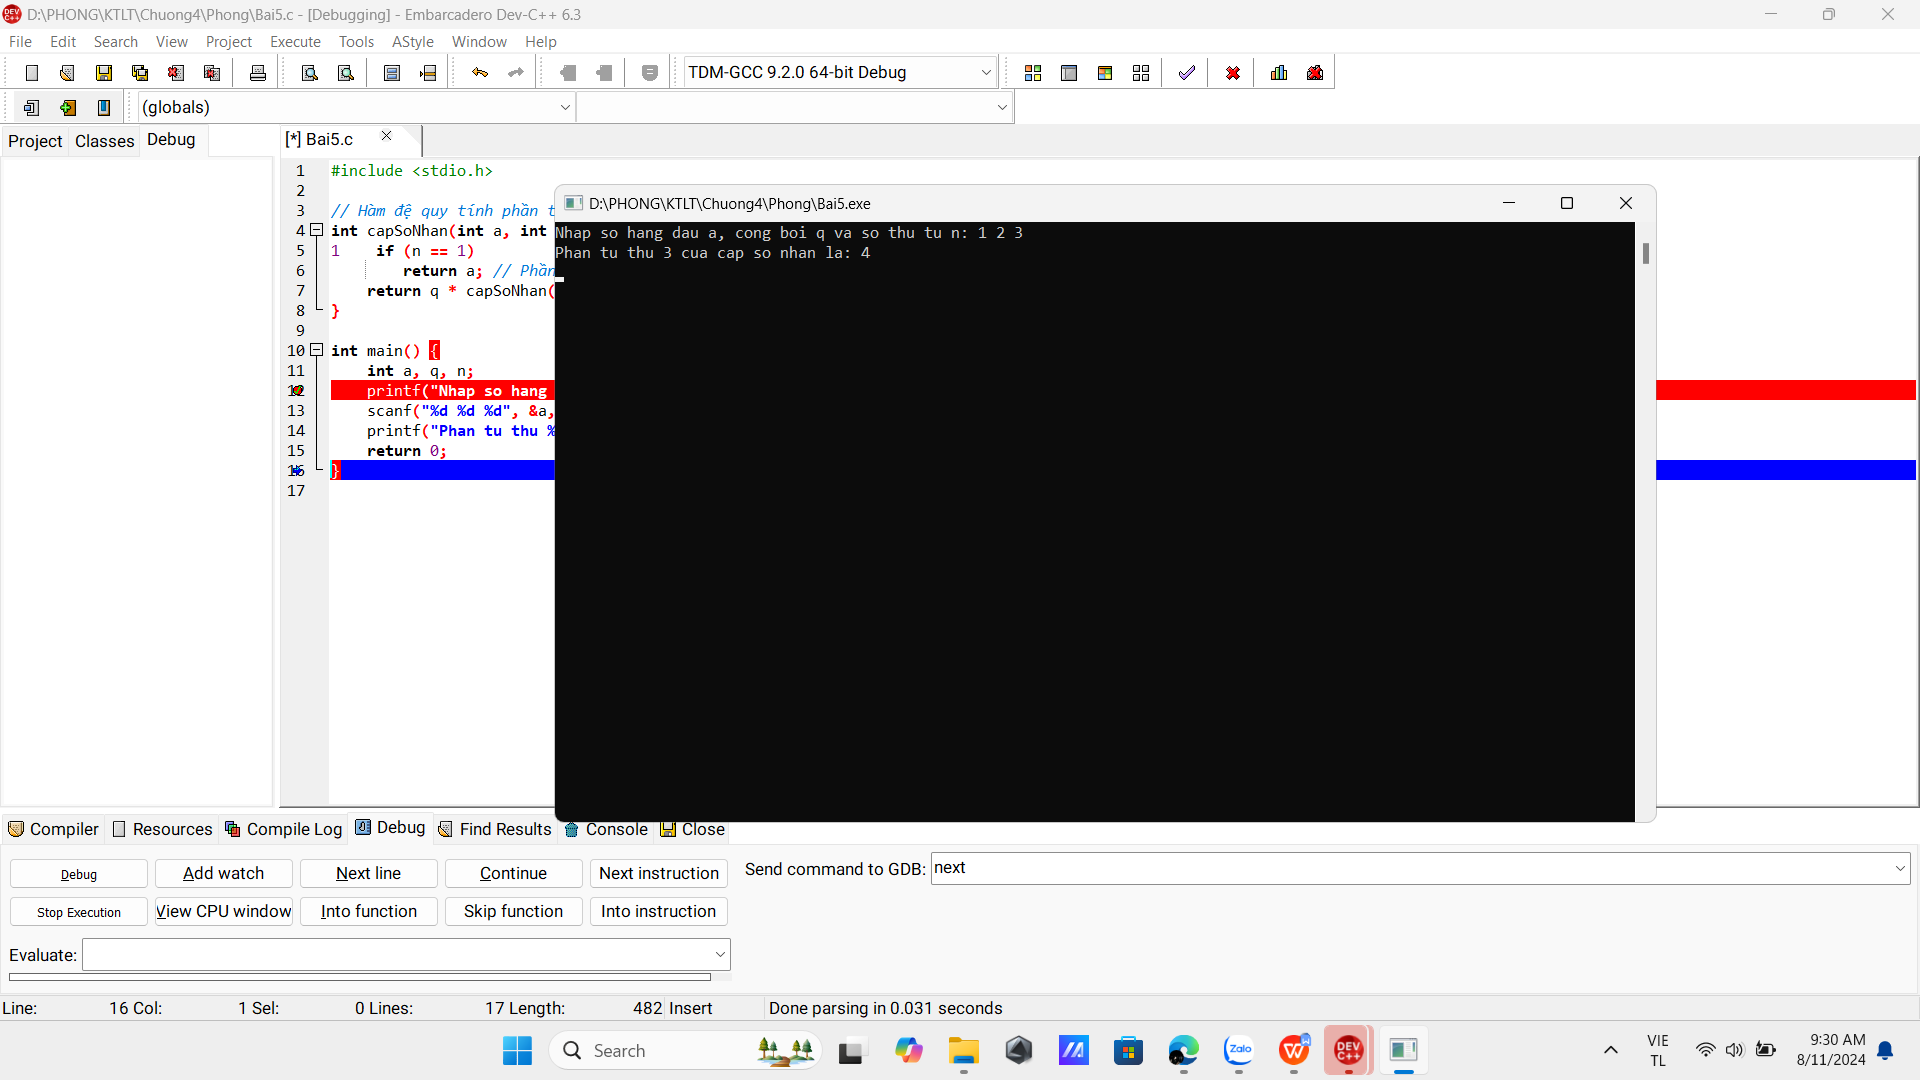 D:\PHONG\KTLT\Chuong4\Phong\Bai5.c - [Debugging] - Embarcadero Dev-C++ 6.3
File Edit Search View Project Execute Tools AStyle Window Help
TDM-GCC 9.2.0 64-bit Debug
(globals)
Project Classes Debug
[*] Bai5.c
1 #include <stdio.h>
2
3 // Hàm đệ quy tính phần t
4 int capSoNhan(int a, int
5 1 if (n == 1)
6 return a; // Phần
7 return q * capSoNhan(
8 }
9
10 int main() {
11 int a, q, n;
12 printf("Nhap so hang
13 scanf("%d %d %d", &a,
14 printf("Phan tu thu %
15 return 0;
16 }
17
D:\PHONG\KTLT\Chuong4\Phong\Bai5.exe
Nhap so hang dau a, cong boi q va so thu tu n: 1 2 3
Phan tu thu 3 cua cap so nhan la: 4
Compiler Resources Compile Log Debug Find Results Console Close
Debug Add watch Next line Continue Next instruction
Send command to GDB: next
Stop Execution View CPU window Into function Skip function Into instruction
Evaluate:
Line: 16 Col: 1 Sel: 0 Lines: 17 Length: 482 Insert Done parsing in 0.031 seconds
Search
Zalo
DEV C++
VIE
TL
9:30 AM
8/11/2024